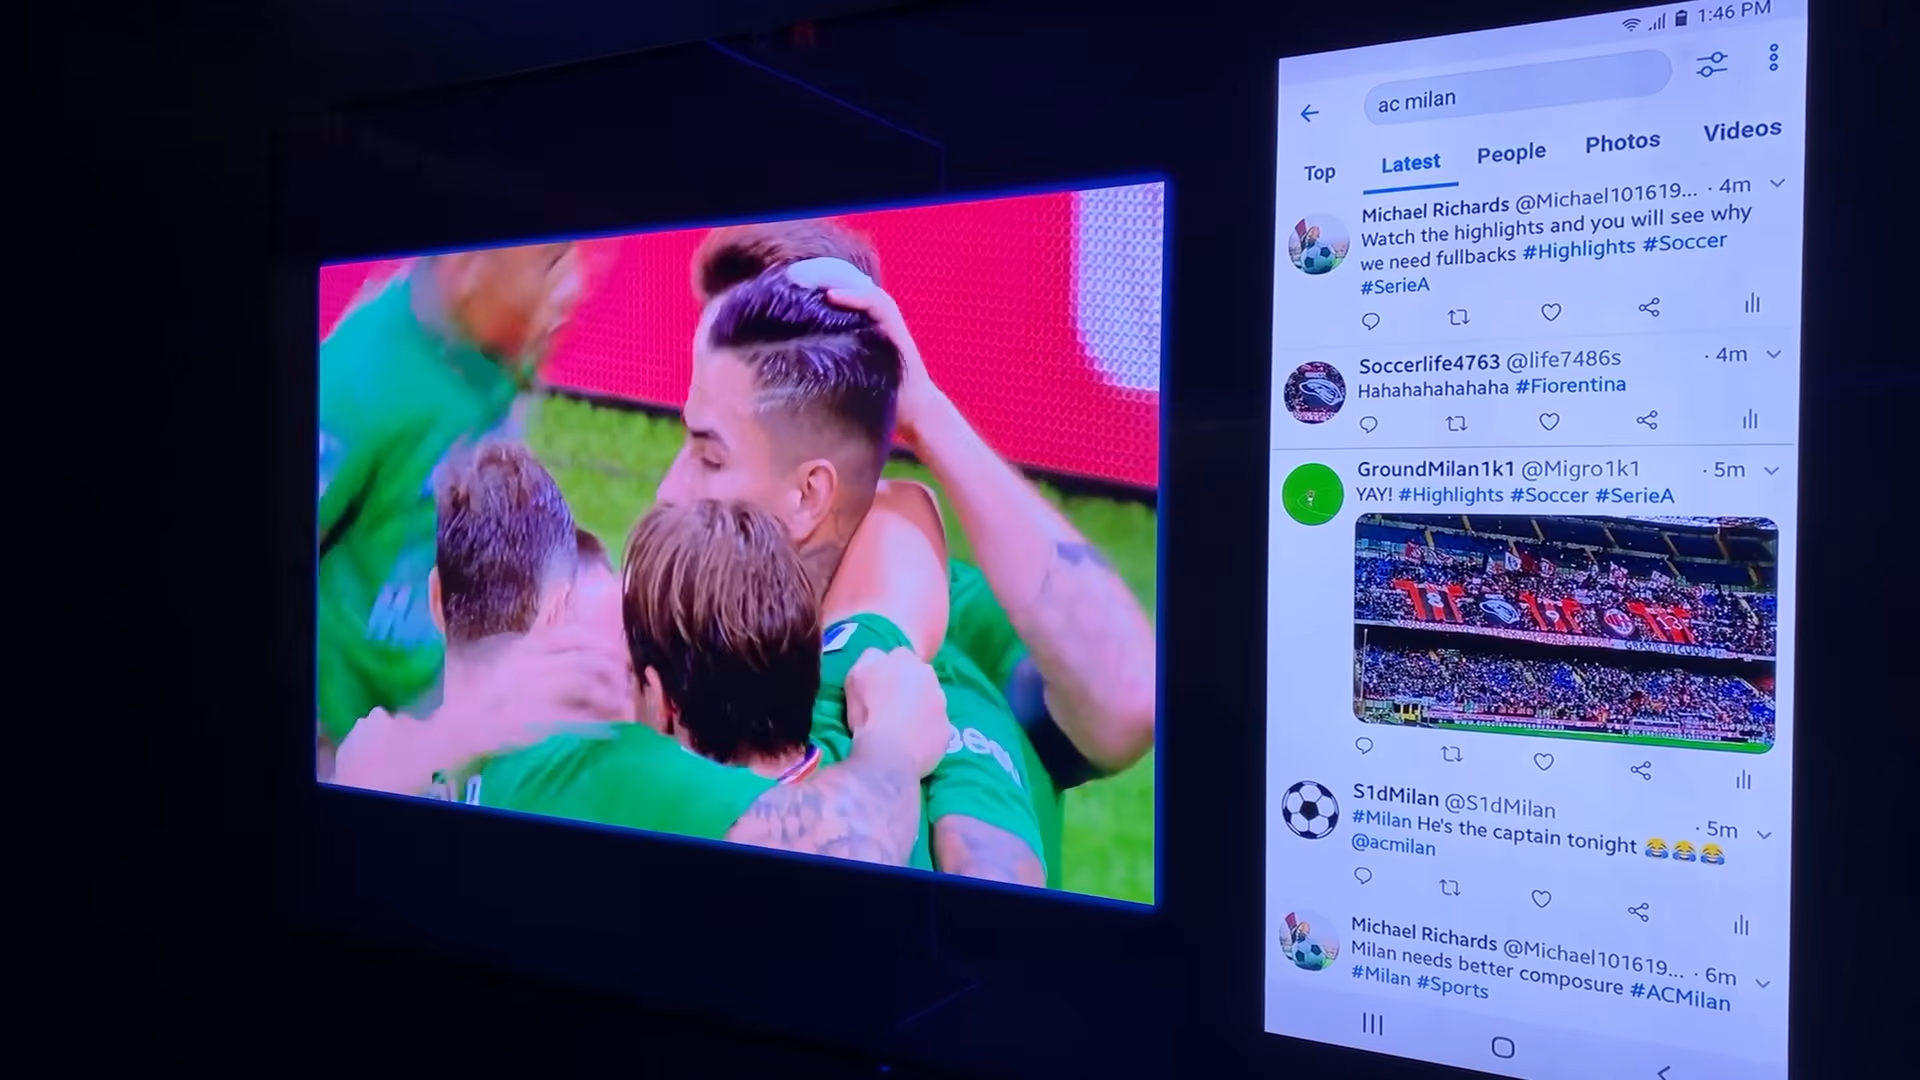 1:46 PM
ac milan
Top Latest People Photos Videos
Michael Richards @Michael101619... · 4m
Watch the highlights and you will see why
we need fullbacks #Highlights #Soccer
#SerieA
Soccerlife4763 @life7486s · 4m
Hahahahahahaha #Fiorentina
GroundMilan1k1 @Migro1k1 · 5m
YAY! #Highlights #Soccer #SerieA
S1dMilan @S1dMilan · 5m
#Milan He's the captain tonight 😂😂😂
@acmilan
Michael Richards @Michael101619... · 6m
Milan needs better composure #ACMilan
#Milan #Sports